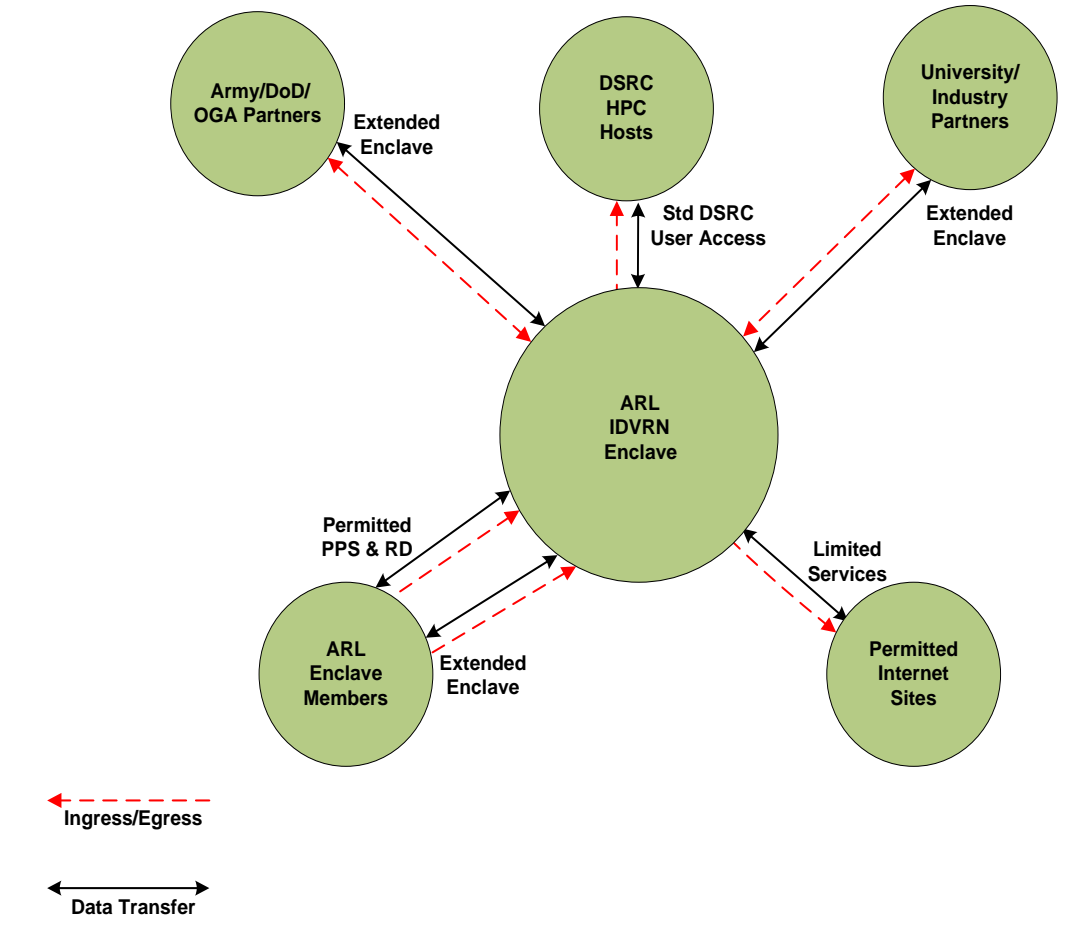 Army/DoD/
OGA Partners
Extended
Enclave
DSRC
HPC
Hosts
Std DSRC
User Access
University/
Industry
Partners
Extended
Enclave
ARL
IDVRN
Enclave
Permitted
PPS & RD
Limited
Services
ARL
Enclave
Members
Extended
Enclave
Permitted
Internet
Sites
Ingress/Egress
Data Transfer